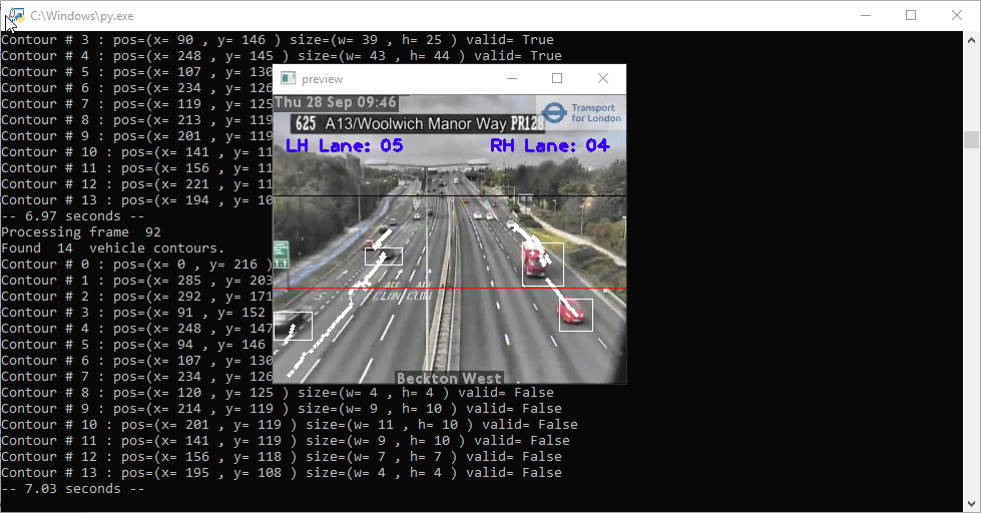 C:\Windows\py.exe
Contour # 3 : pos=(x= 90 , y= 146 ) size=(w= 39 , h= 25 ) valid= True
Contour # 4 : pos=(x= 248 , y= 145 ) size=(w= 43 , h= 44 ) valid= True
Contour # 5 : pos=(x= 107 , y= 130
Contour # 6 : pos=(x= 234 , y= 126
Contour # 7 : pos=(x= 119 , y= 125
Contour # 8 : pos=(x= 213 , y= 119
Contour # 9 : pos=(x= 201 , y= 119
Contour # 10 : pos=(x= 141 , y= 11
Contour # 11 : pos=(x= 156 , y= 11
Contour # 12 : pos=(x= 221 , y= 11
Contour # 13 : pos=(x= 194 , y= 10
-- 6.97 seconds --
Processing frame 92
Found 14 vehicle contours.
Contour # 0 : pos=(x= 0 , y= 216 )
Contour # 1 : pos=(x= 285 , y= 203
Contour # 2 : pos=(x= 292 , y= 171
Contour # 3 : pos=(x= 91 , y= 152
Contour # 4 : pos=(x= 248 , y= 147
Contour # 5 : pos=(x= 94 , y= 146
Contour # 6 : pos=(x= 107 , y= 130
Contour # 7 : pos=(x= 234 , y= 126
Contour # 8 : pos=(x= 120 , y= 125 ) size=(w= 4 , h= 4 ) valid= False
Contour # 9 : pos=(x= 214 , y= 119 ) size=(w= 9 , h= 10 ) valid= False
Contour # 10 : pos=(x= 201 , y= 119 ) size=(w= 11 , h= 10 ) valid= False
Contour # 11 : pos=(x= 141 , y= 119 ) size=(w= 9 , h= 10 ) valid= False
Contour # 12 : pos=(x= 156 , y= 118 ) size=(w= 7 , h= 7 ) valid= False
Contour # 13 : pos=(x= 195 , y= 108 ) size=(w= 4 , h= 4 ) valid= False
-- 7.03 seconds --
preview
Thu 28 Sep 09:46
Transport
for London
625 A13/Woolwich Manor Way PR128
LH Lane: 05 RH Lane: 04
Beckton West